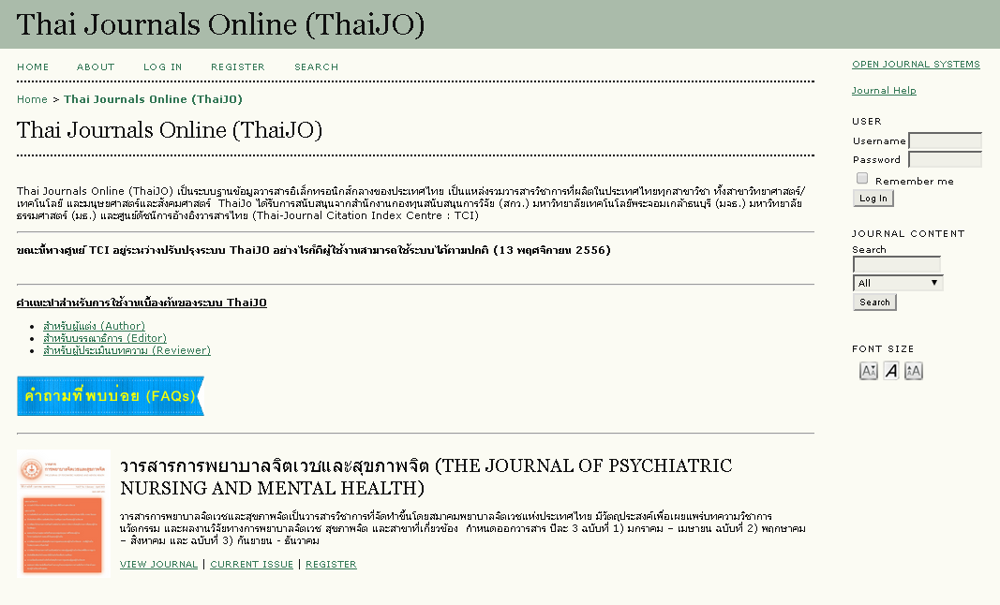 Thai Journals Online (ThaiJO)
HOME ABOUT LOG IN REGISTER SEARCH
Home > Thai Journals Online (ThaiJO)
Thai Journals Online (ThaiJO)
Thai Journals Online (ThaiJO) เป็นระบบฐานข้อมูลวารสารอิเล็กทรอนิกส์กลางของประเทศไทย เป็นแหล่งรวมวารสารวิชาการที่ผลิตในประเทศไทยทุกสาขาวิชา ทั้งสาขาวิทยาศาสตร์/
เทคโนโลยี และมนุษยศาสตร์และสังคมศาสตร์ ThaiJo ได้รับการสนับสนุนจากสำนักงานกองทุนสนับสนุนการวิจัย (สกว.) มหาวิทยาลัยเทคโนโลยีพระจอมเกล้าธนบุรี (มจธ.) มหาวิทยาลัย
ธรรมศาสตร์ (มธ.) และศูนย์ดัชนีการอ้างอิงวารสารไทย (Thai-Journal Citation Index Centre : TCI)
ขณะนี้ทางศูนย์ TCI อยู่ระหว่างปรับปรุงระบบ ThaiJO อย่างไรก็ดีผู้ใช้งานสามารถใช้ระบบได้ตามปกติ (13 พฤศจิกายน 2556)
คำแนะนำสำหรับการใช้งานเบื้องต้นของระบบ ThaiJO
สำหรับผู้แต่ง (Author)
สำหรับบรรณาธิการ (Editor)
สำหรับผู้ประเมินบทความ (Reviewer)
คำถามที่พบบ่อย (FAQs)
วารสารการพยาบาลจิตเวชและสุขภาพจิต (THE JOURNAL OF PSYCHIATRIC
NURSING AND MENTAL HEALTH)
วารสารการพยาบาลจิตเวชและสุขภาพจิตเป็นวารสารวิชาการที่จัดทำขึ้นโดยสมาคมพยาบาลจิตเวชแห่งประเทศไทย มีวัตถุประสงค์เพื่อเผยแพร่บทความวิชาการ
นวัตกรรม และผลงานวิจัยทางการพยาบาลจิตเวช สุขภาพจิต และสาขาที่เกี่ยวข้อง กำหนดออกวารสาร ปีละ 3 ฉบับที่ 1) มกราคม – เมษายน ฉบับที่ 2) พฤษภาคม
– สิงหาคม และ ฉบับที่ 3) กันยายน - ธันวาคม
VIEW JOURNAL | CURRENT ISSUE | REGISTER
OPEN JOURNAL SYSTEMS
Journal Help
USER
Username
Password
Remember me
Log In
JOURNAL CONTENT
Search
All
Search
FONT SIZE